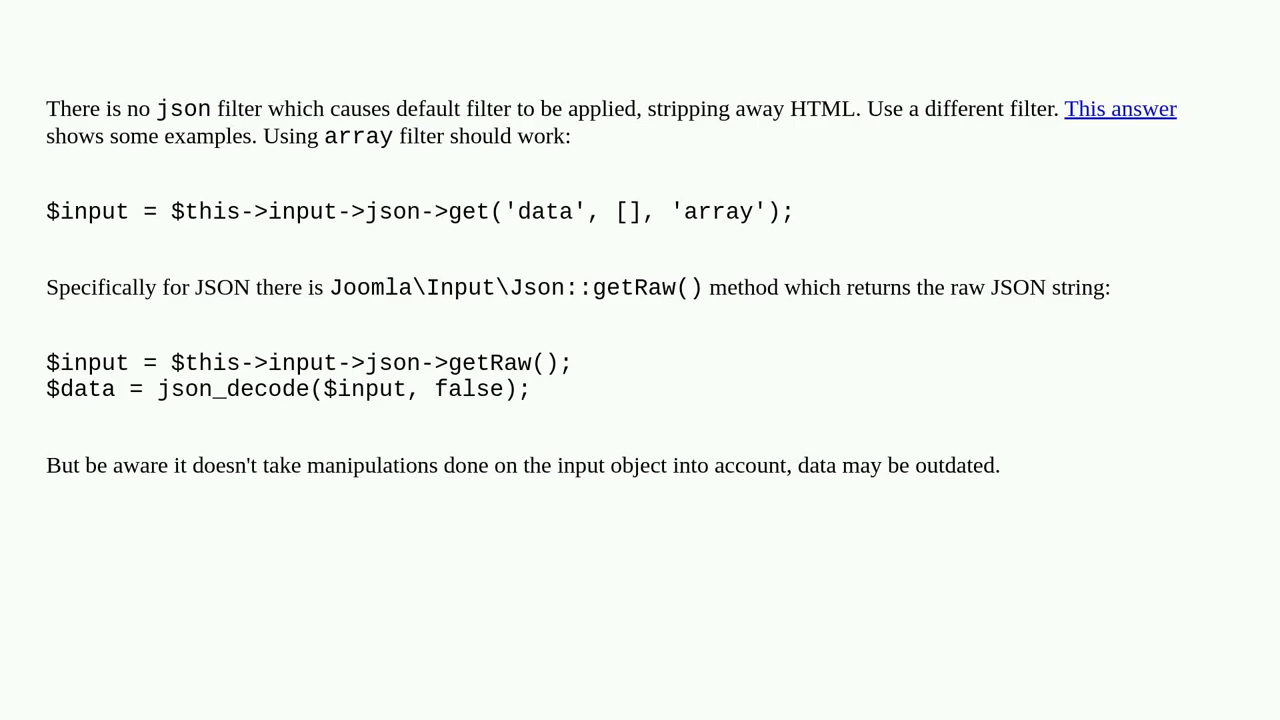 There is no json filter which causes default filter to be applied, stripping away HTML. Use a different filter. This answer
shows some examples. Using array filter should work:
$input = $this->input->json->get('data', [], 'array');
Specifically for JSON there is Joomla\Input\Json::getRaw() method which returns the raw JSON string:
$input = $this->input->json->getRaw();
$data = json_decode($input, false);
But be aware it doesn't take manipulations done on the input object into account, data may be outdated.